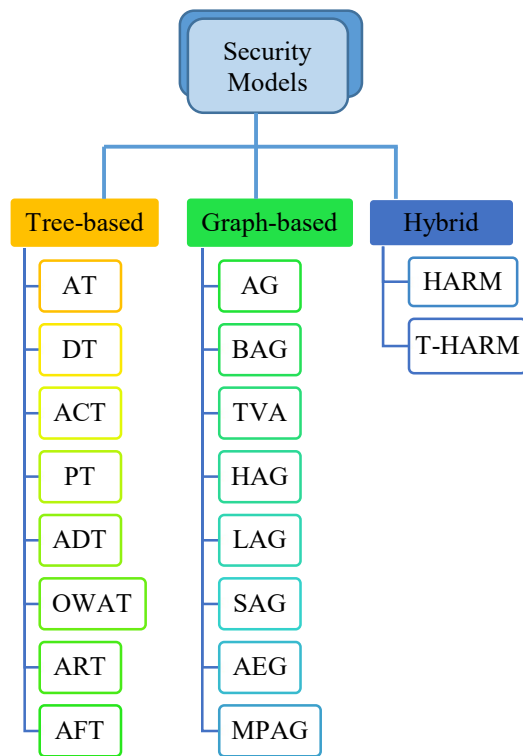 Security
Models
Tree-based
AT
DT
ACT
PT
ADT
OWAT
ART
AFT
Graph-based
AG
BAG
TVA
HAG
LAG
SAG
AEG
MPAG
Hybrid
HARM
T-HARM